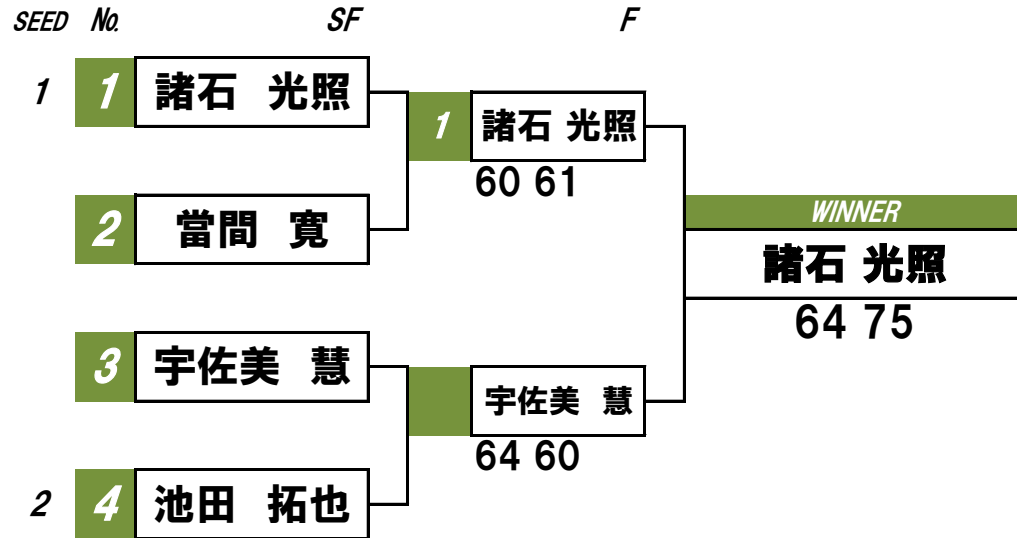 SEED No. SF F
1 1 諸石 光照
1 諸石 光照
60 61
2 當間 寛
WINNER
諸石 光照
64 75
3 宇佐美 慧
宇佐美 慧
64 60
2 4 池田 拓也